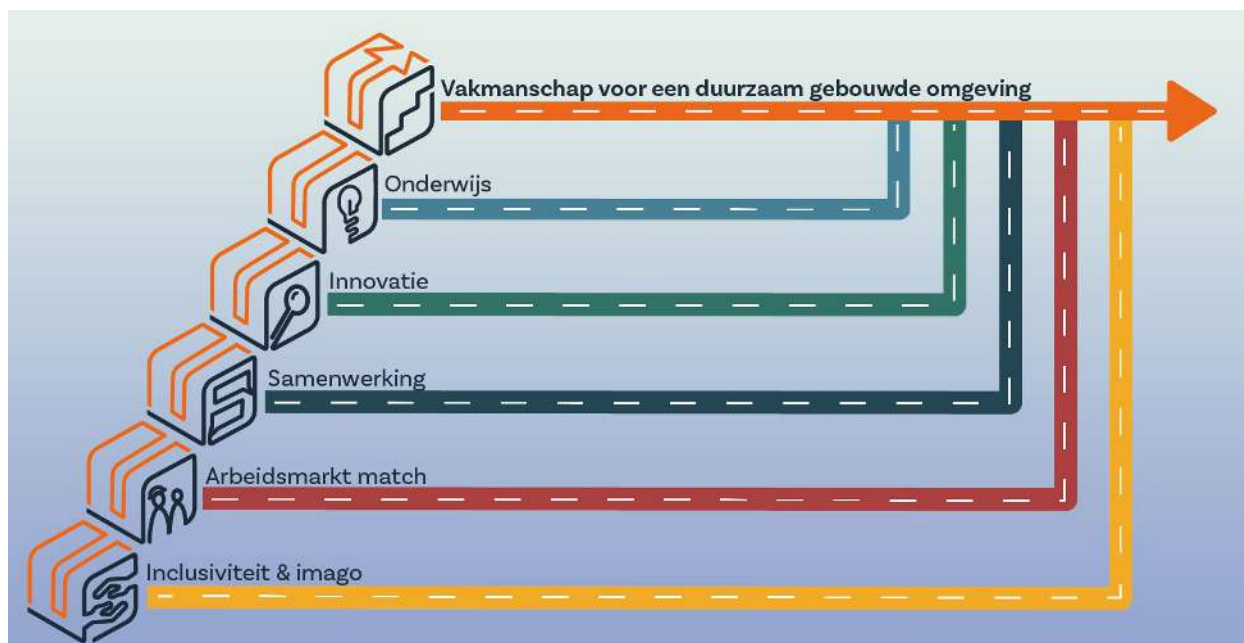 Vakmanschap voor een duurzaam gebouwde omgeving
Onderwijs
Innovatie
Samenwerking
Arbeidsmarkt match
Inclusiviteit & imago